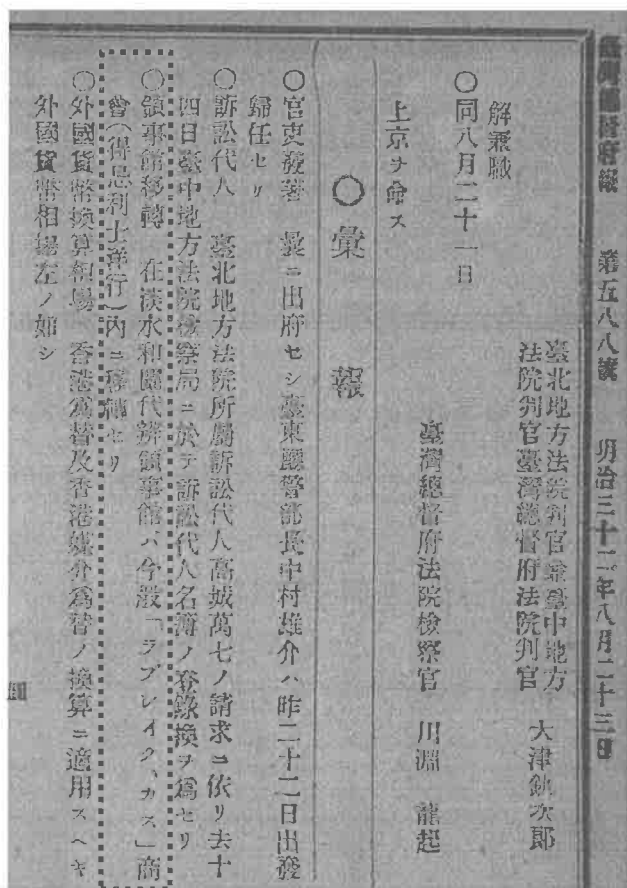 臺灣總督府報 第五八八號 明治三十二年八月二十三日
臺北地方法院判官兼臺中地方
法院判官臺灣總督府法院判官 大津釚次郎
解兼職
〇同八月二十一日
臺灣總督府法院檢察官 川淵 龍起
上京ヲ命ス
〇彙報
〇官吏發著 曩ニ出府セシ臺東廳警部長中村雄介ハ昨二十二日出發
歸任セリ
〇訴訟代人 臺北地方法院所屬訴訟代人高城萬七ノ請求ニ依リ去十
四日臺中地方法院檢察局ニ於テ訴訟代人名簿ノ登錄換ヲ爲セリ
〇領事館移轉 在淡水和蘭代辨領事館ハ今般「ラプレイク、カス」商
會(得忌利士洋行)內ニ移轉セリ
〇外國貨幣換算相場 香港爲替及香港媒介爲替ノ換算ニ適用スヘキ
外國貨幣相場左ノ如シ